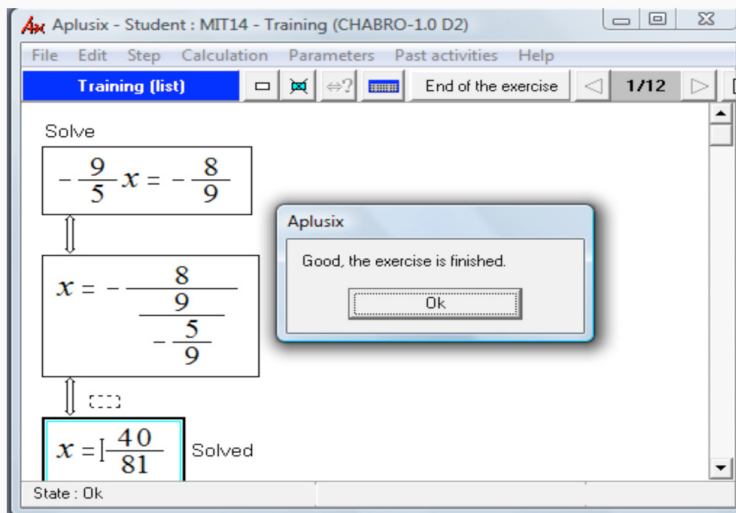 Aplusix - Student : MIT14 - Training (CHABRO-1.0 D2)
File Edit Step Calculation Parameters Past activities Help
Training (list) ⇔? End of the exercise 1/12
Solve
- 9/5 x = - 8/9
Aplusix
Good, the exercise is finished.
Ok
x = - 8/(9/(- 5/9))
x = 40/81 Solved
State : Ok